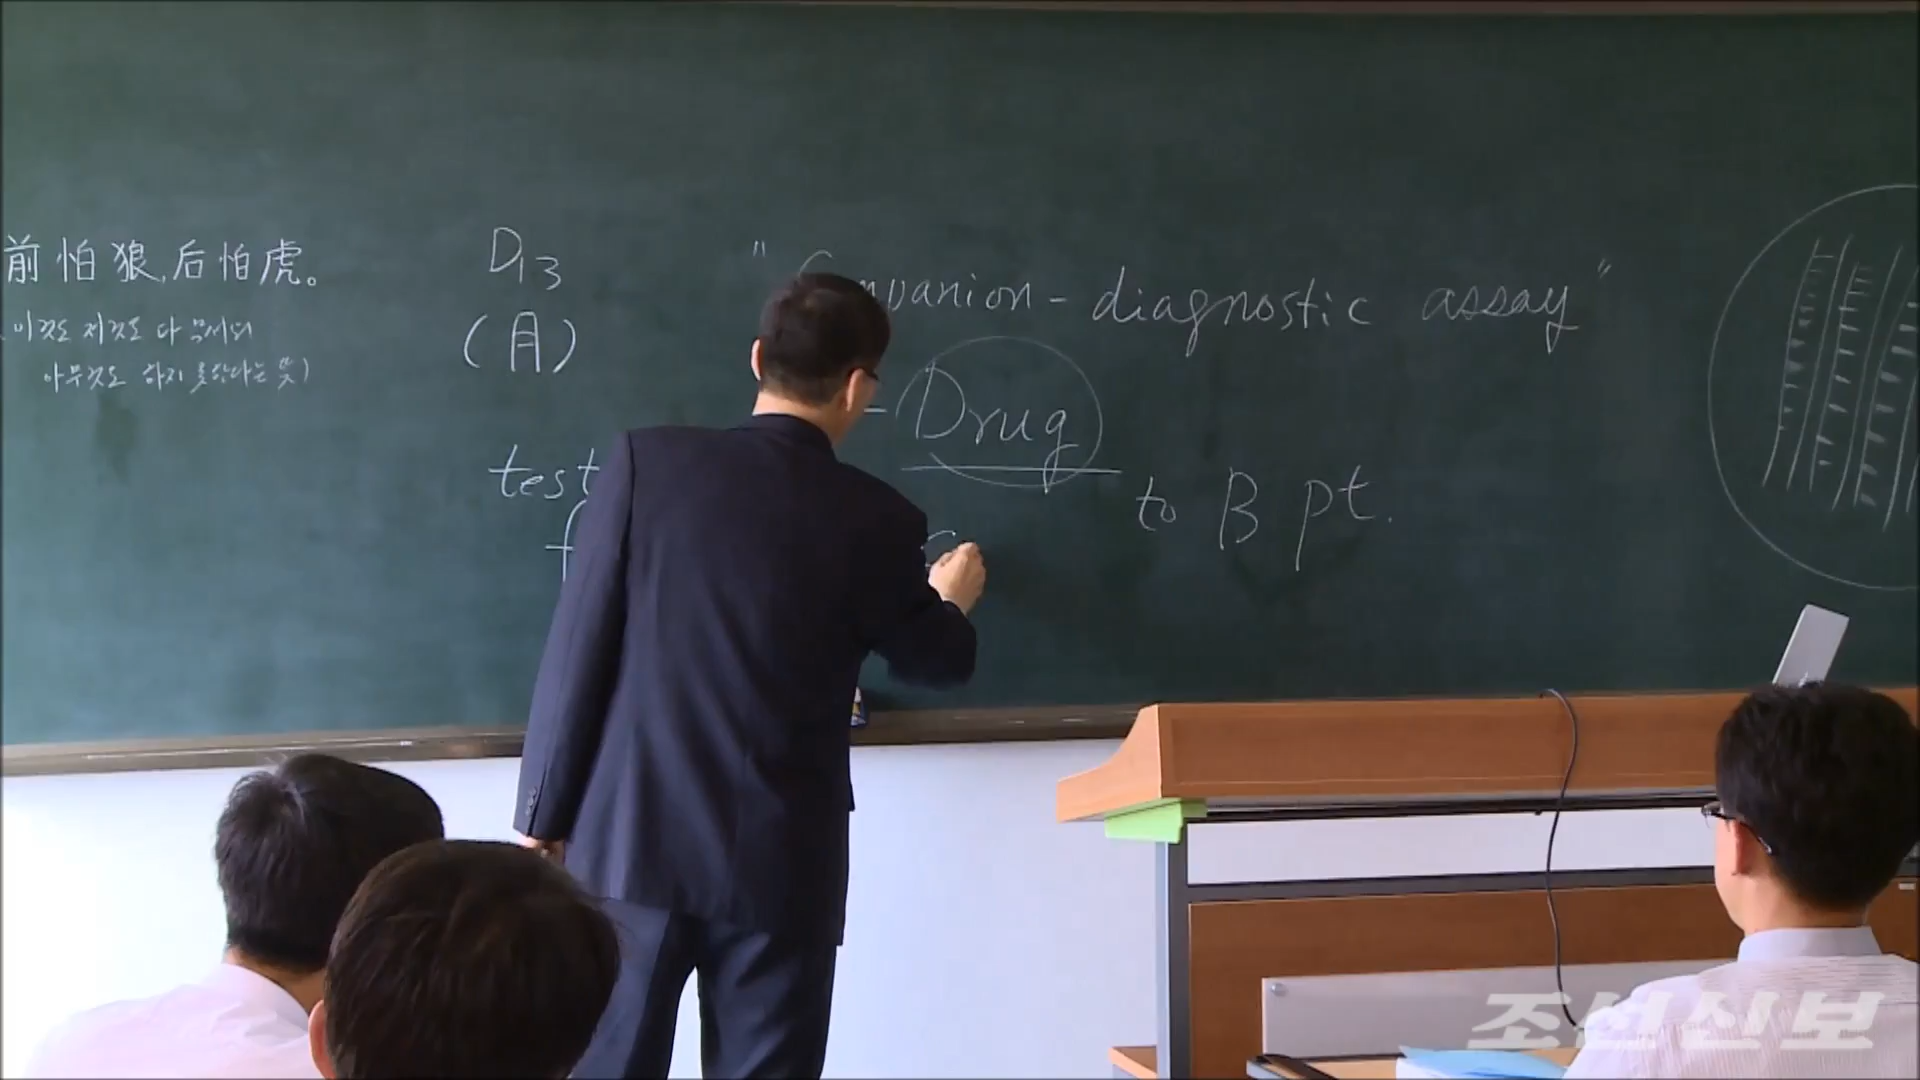 前怕狼,后怕虎。
이것도 저것도 다 무서워
아무것도 하지 못한다는 뜻)
D13
(月)
"Companion-diagnostic assay"
- Drug
test
to B pt.
조선신보